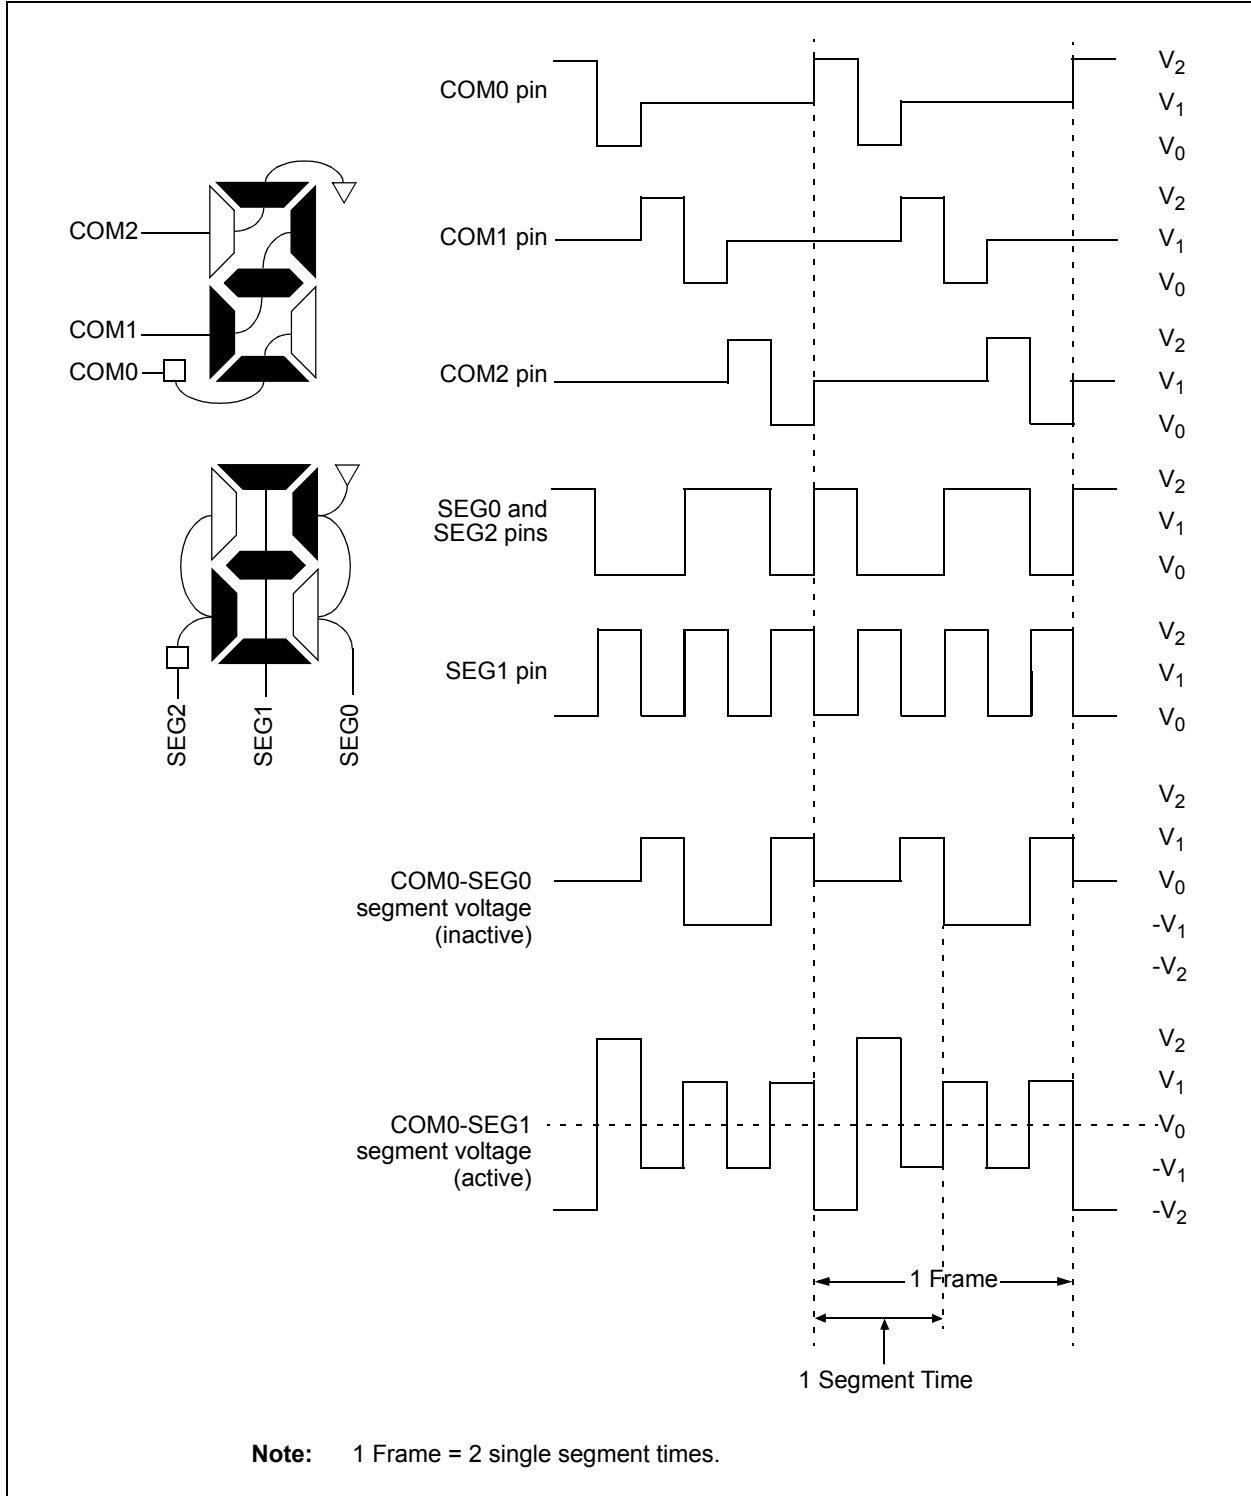 COM0 pin
V2
V1
V0
COM2
COM1
COM0
COM1 pin
V2
V1
V0
COM2 pin
V2
V1
V0
SEG0 and
SEG2 pins
V2
V1
V0
SEG2
SEG1
SEG0
SEG1 pin
V2
V1
V0
COM0-SEG0
segment voltage
(inactive)
V2
V1
V0
-V1
-V2
COM0-SEG1
segment voltage
(active)
V2
V1
V0
-V1
-V2
1 Frame
1 Segment Time
Note: 1 Frame = 2 single segment times.